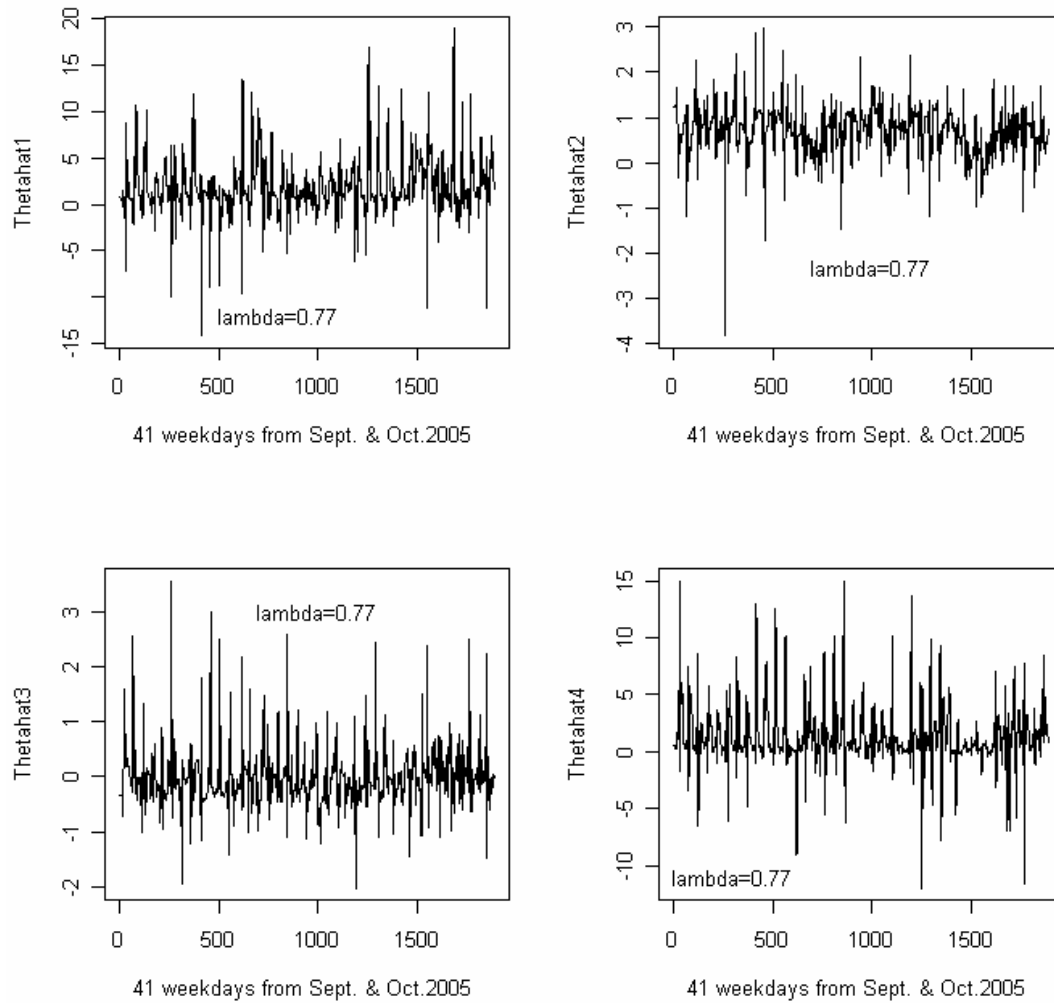 Thetahat1
20
15
10
5
0
-5
-15
lambda=0.77
0 500 1000 1500
41 weekdays from Sept. & Oct.2005
Thetahat2
3
2
1
0
-1
-2
-3
-4
lambda=0.77
0 500 1000 1500
41 weekdays from Sept. & Oct.2005
Thetahat3
3
2
1
0
-1
-2
lambda=0.77
0 500 1000 1500
41 weekdays from Sept. & Oct.2005
Thetahat4
15
10
5
0
-5
-10
lambda=0.77
0 500 1000 1500
41 weekdays from Sept. & Oct.2005